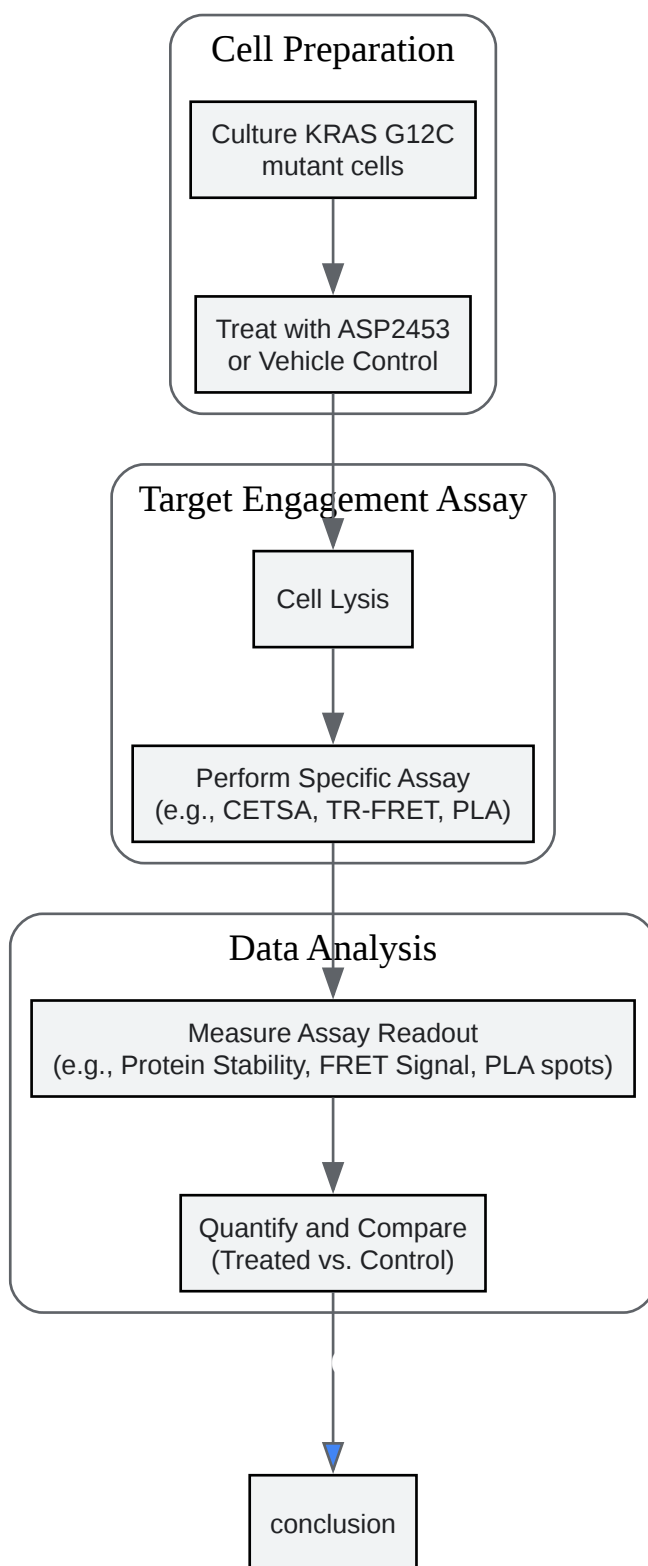 Cell Preparation
Culture KRAS G12C
mutant cells
Treat with ASP2453
or Vehicle Control
Target Engagement Assay
Cell Lysis
Perform Specific Assay
(e.g., CETSA, TR-FRET, PLA)
Data Analysis
Measure Assay Readout
(e.g., Protein Stability, FRET Signal, PLA spots)
Quantify and Compare
(Treated vs. Control)
conclusion